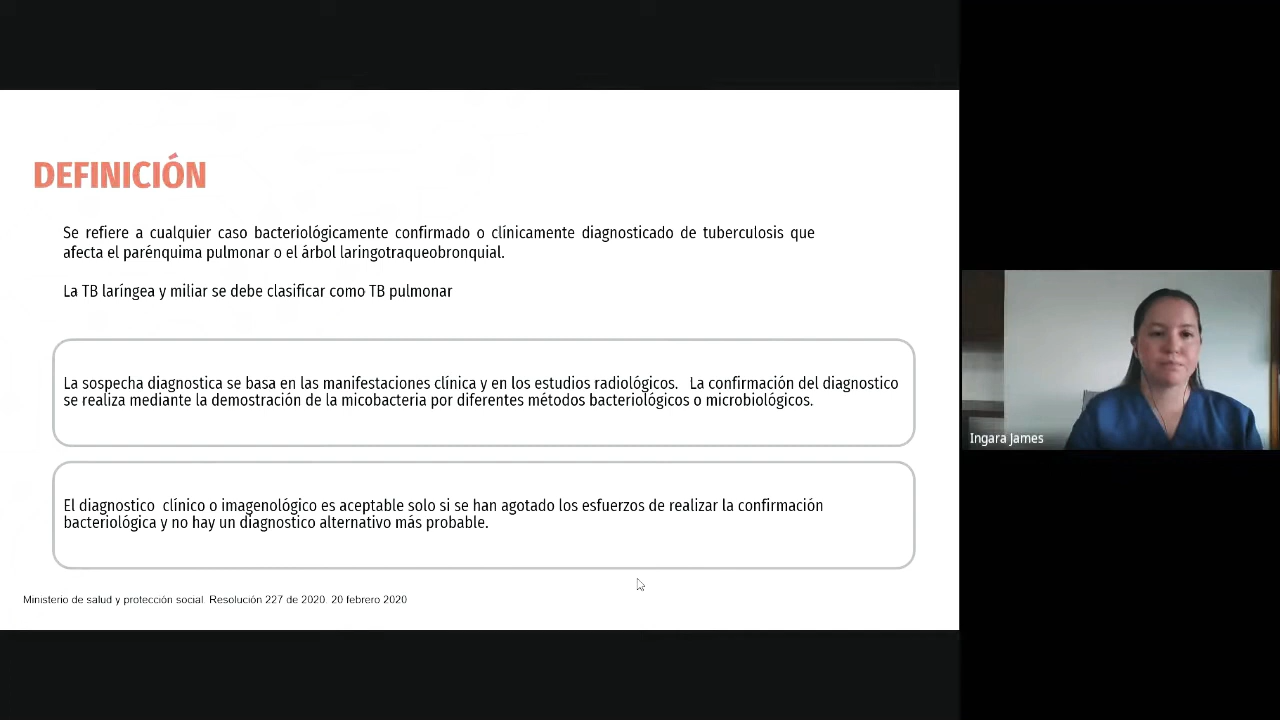 DEFINICIÓN
Se refiere a cualquier caso bacteriológicamente confirmado o clínicamente diagnosticado de tuberculosis que
afecta el parénquima pulmonar o el árbol laringotraqueobronquial.
La TB laríngea y miliar se debe clasificar como TB pulmonar
La sospecha diagnostica se basa en las manifestaciones clínica y en los estudios radiológicos. La confirmación del diagnostico
se realiza mediante la demostración de la micobacteria por diferentes métodos bacteriológicos o microbiológicos.
El diagnostico clínico o imagenológico es aceptable solo si se han agotado los esfuerzos de realizar la confirmación
bacteriológica y no hay un diagnostico alternativo más probable.
Ministerio de salud y protección social. Resolución 227 de 2020. 20 febrero 2020
Ingara James